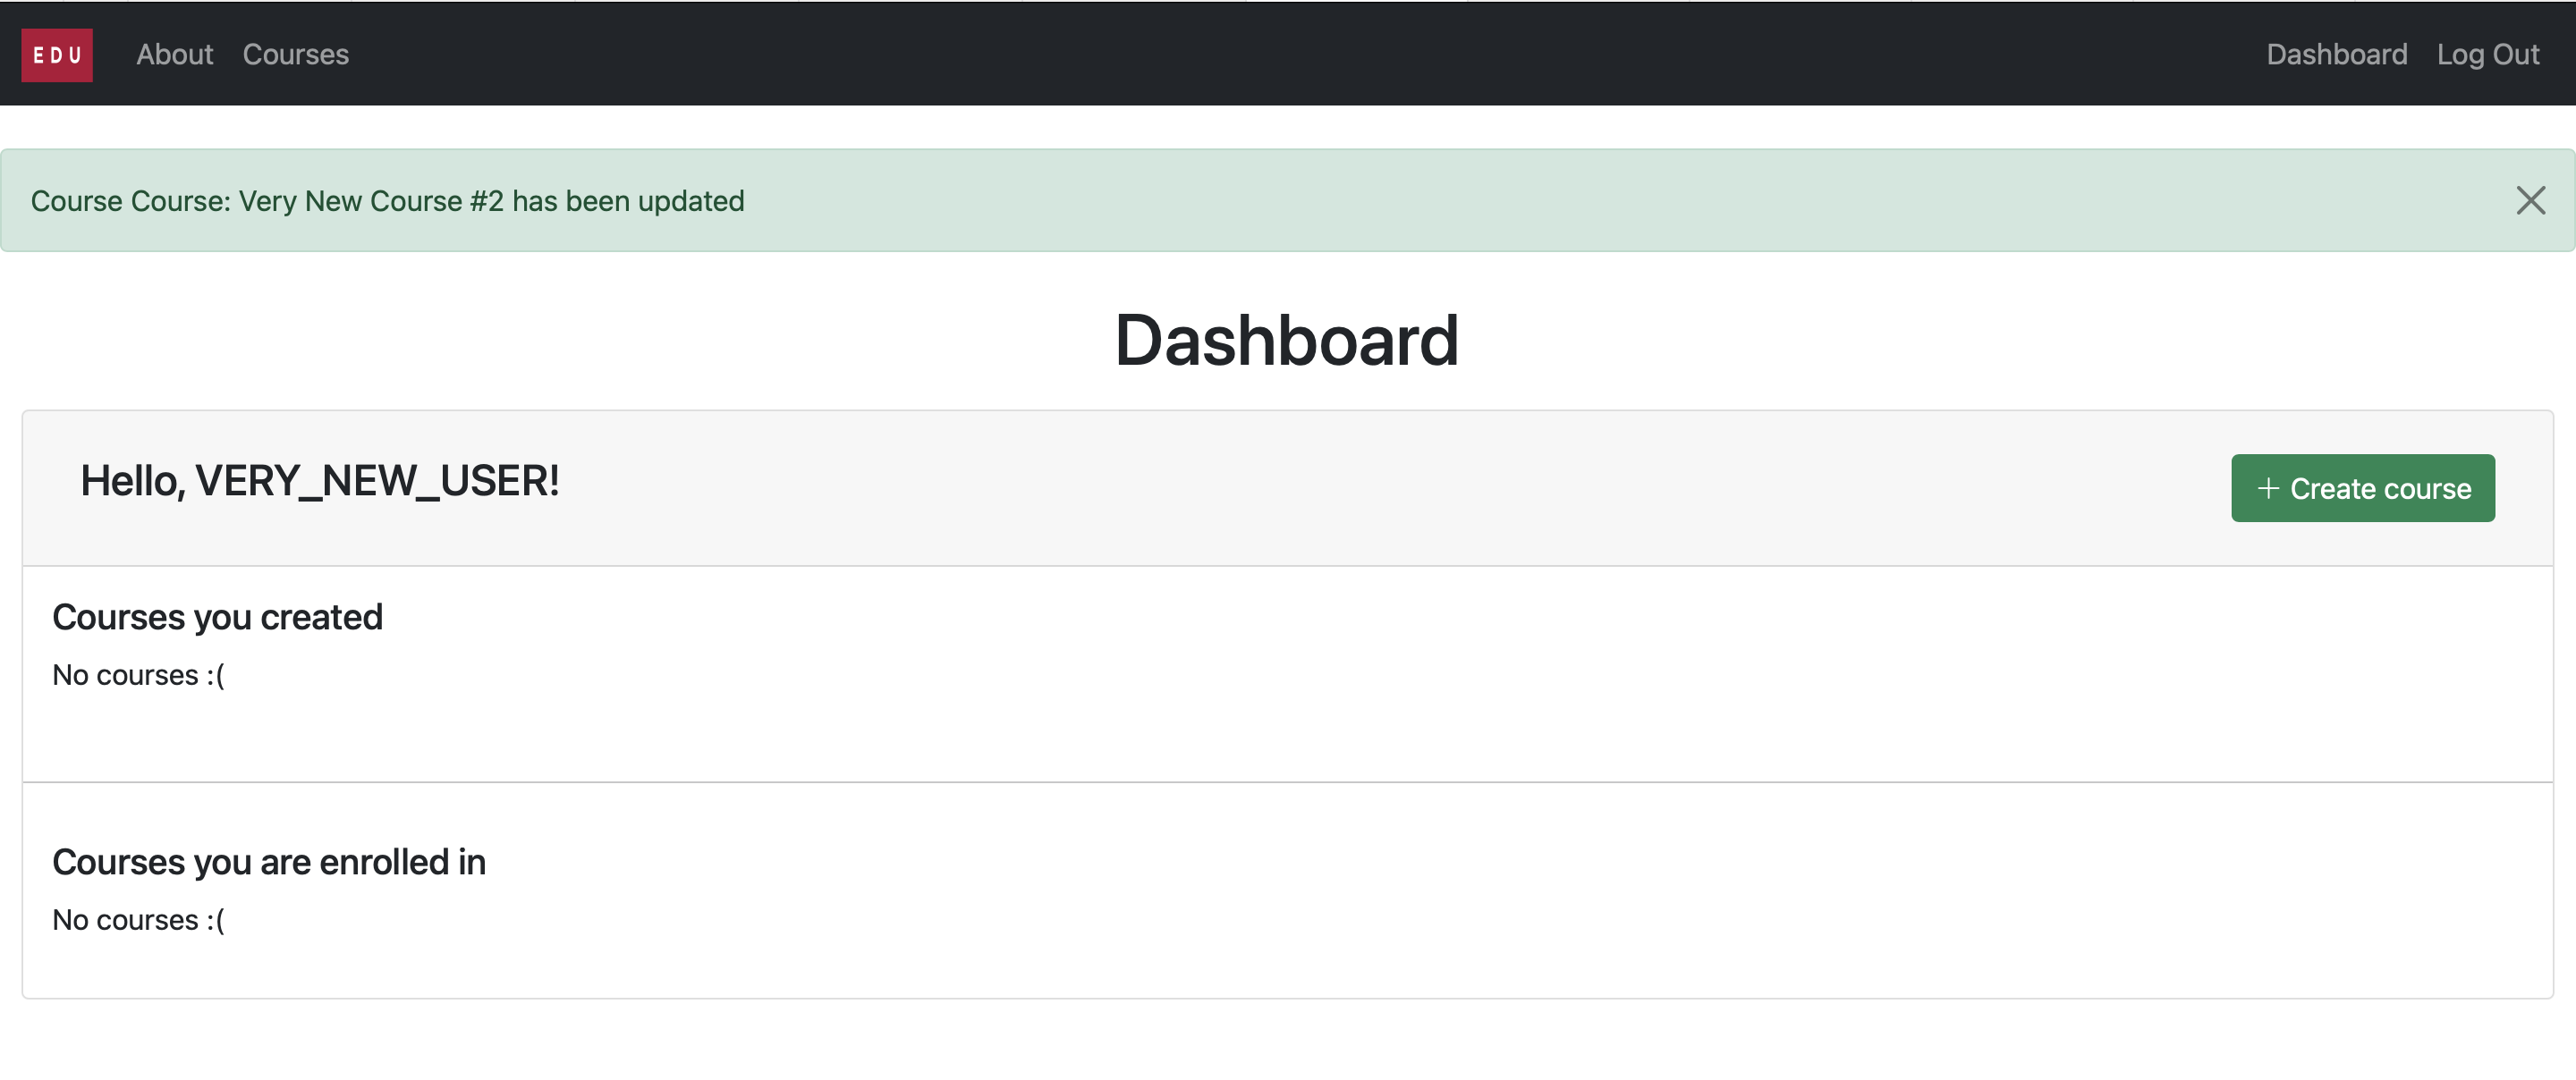 EDU About Courses Dashboard Log Out
Course Course: Very New Course #2 has been updated
Dashboard
Hello, VERY_NEW_USER!
+ Create course
Courses you created
No courses :(
Courses you are enrolled in
No courses :(